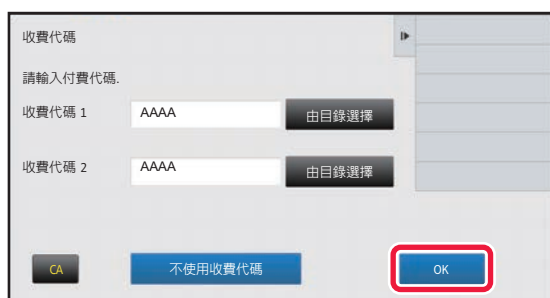 收費代碼
請輸入付費代碼.
收費代碼 1 AAAA 由目錄選擇
收費代碼 2 AAAA 由目錄選擇
CA 不使用收費代碼 OK